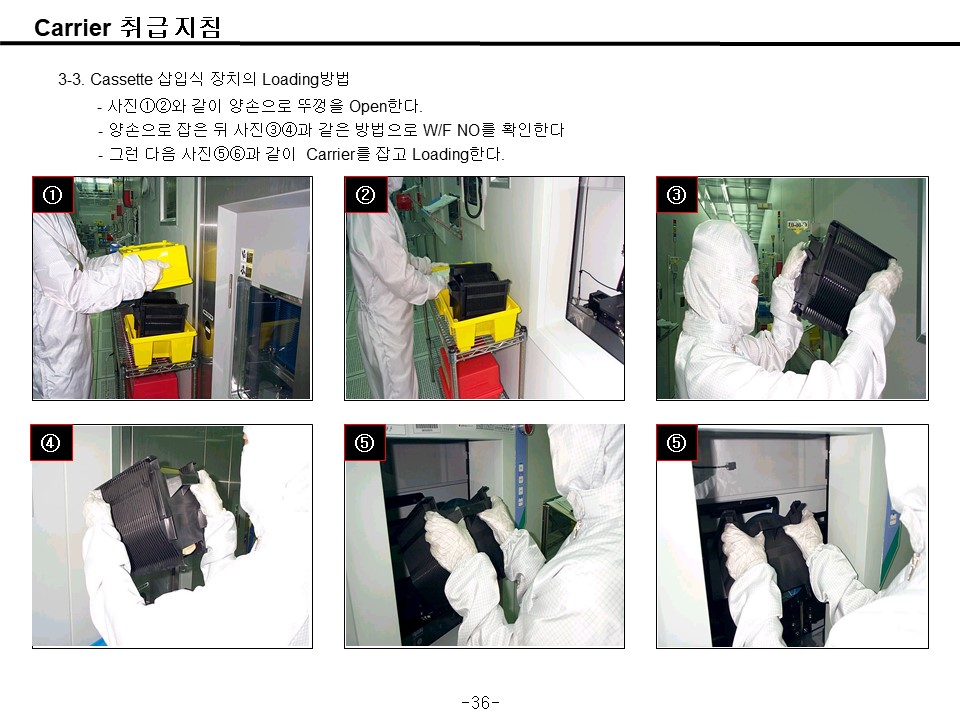 Carrier 취급지침
3-3. Cassette 삽입식 장치의 Loading방법
- 사진①②와 같이 양손으로 뚜껑을 Open한다.
- 양손으로 잡은 뒤 사진③④과 같은 방법으로 W/F NO를 확인한다
- 그런 다음 사진⑤⑥과 같이 Carrier를 잡고 Loading한다.
①
②
③
④
⑤
⑤
-36-